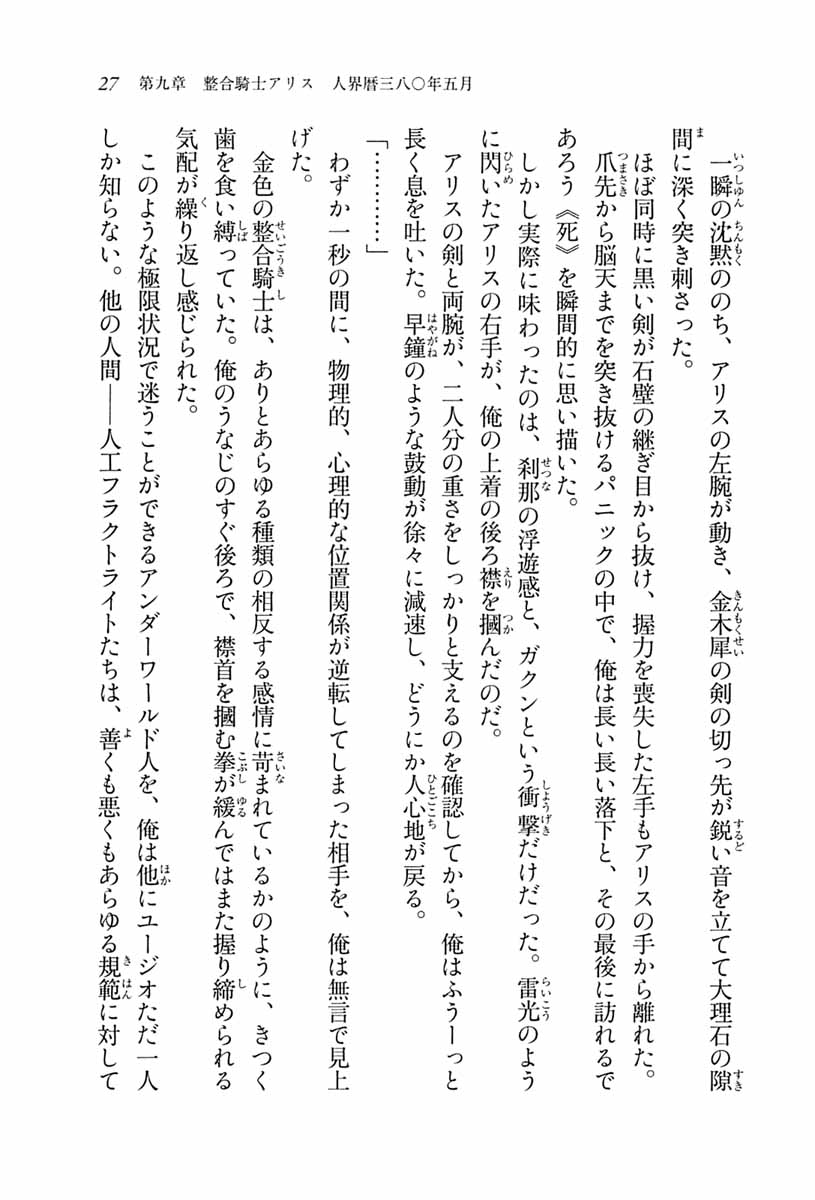 27　第九章　整合騎士アリス　人界暦三八〇年五月
一瞬の沈黙ののち、アリスの左腕が動き、金木犀の剣の切っ先が鋭い音を立てて大理石の隙
間に深く突き刺さった。
ほぼ同時に黒い剣が石壁の継ぎ目から抜け、握力を喪失した左手もアリスの手から離れた。
爪先から脳天までを突き抜けるパニックの中で、俺は長い長い落下と、その最後に訪れるで
あろう《死》を瞬間的に思い描いた。
しかし実際に味わったのは、刹那の浮遊感と、ガクンという衝撃だけだった。雷光のよう
に閃いたアリスの右手が、俺の上着の後ろ襟を摑んだのだ。
アリスの剣と両腕が、二人分の重さをしっかりと支えるのを確認してから、俺はふうーっと
長く息を吐いた。早鐘のような鼓動が徐々に減速し、どうにか人心地が戻る。
「…………」
わずか一秒の間に、物理的、心理的な位置関係が逆転してしまった相手を、俺は無言で見上
げた。
金色の整合騎士は、ありとあらゆる種類の相反する感情に苛まれているかのように、きつく
歯を食い縛っていた。俺のうなじのすぐ後ろで、襟首を摑む拳が緩んではまた握り締められる
気配が繰り返し感じられた。
このような極限状況で迷うことができるアンダーワールド人を、俺は他にユージオただ一人
しか知らない。他の人間――人工フラクトライトたちは、善くも悪くもあらゆる規範に対して